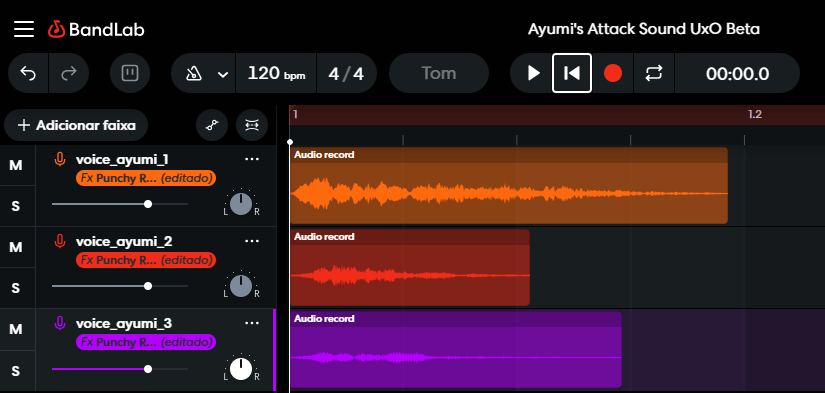 BandLab
Ayumi's Attack Sound UxO Beta
120 bpm
4 / 4
Tom
00:00.0
+ Adicionar faixa
1
1.2
M
voice_ayumi_1
Fx Punchy R... (editado)
S
L R
Audio record
M
voice_ayumi_2
Fx Punchy R... (editado)
S
L R
Audio record
M
voice_ayumi_3
Fx Punchy R... (editado)
S
L R
Audio record